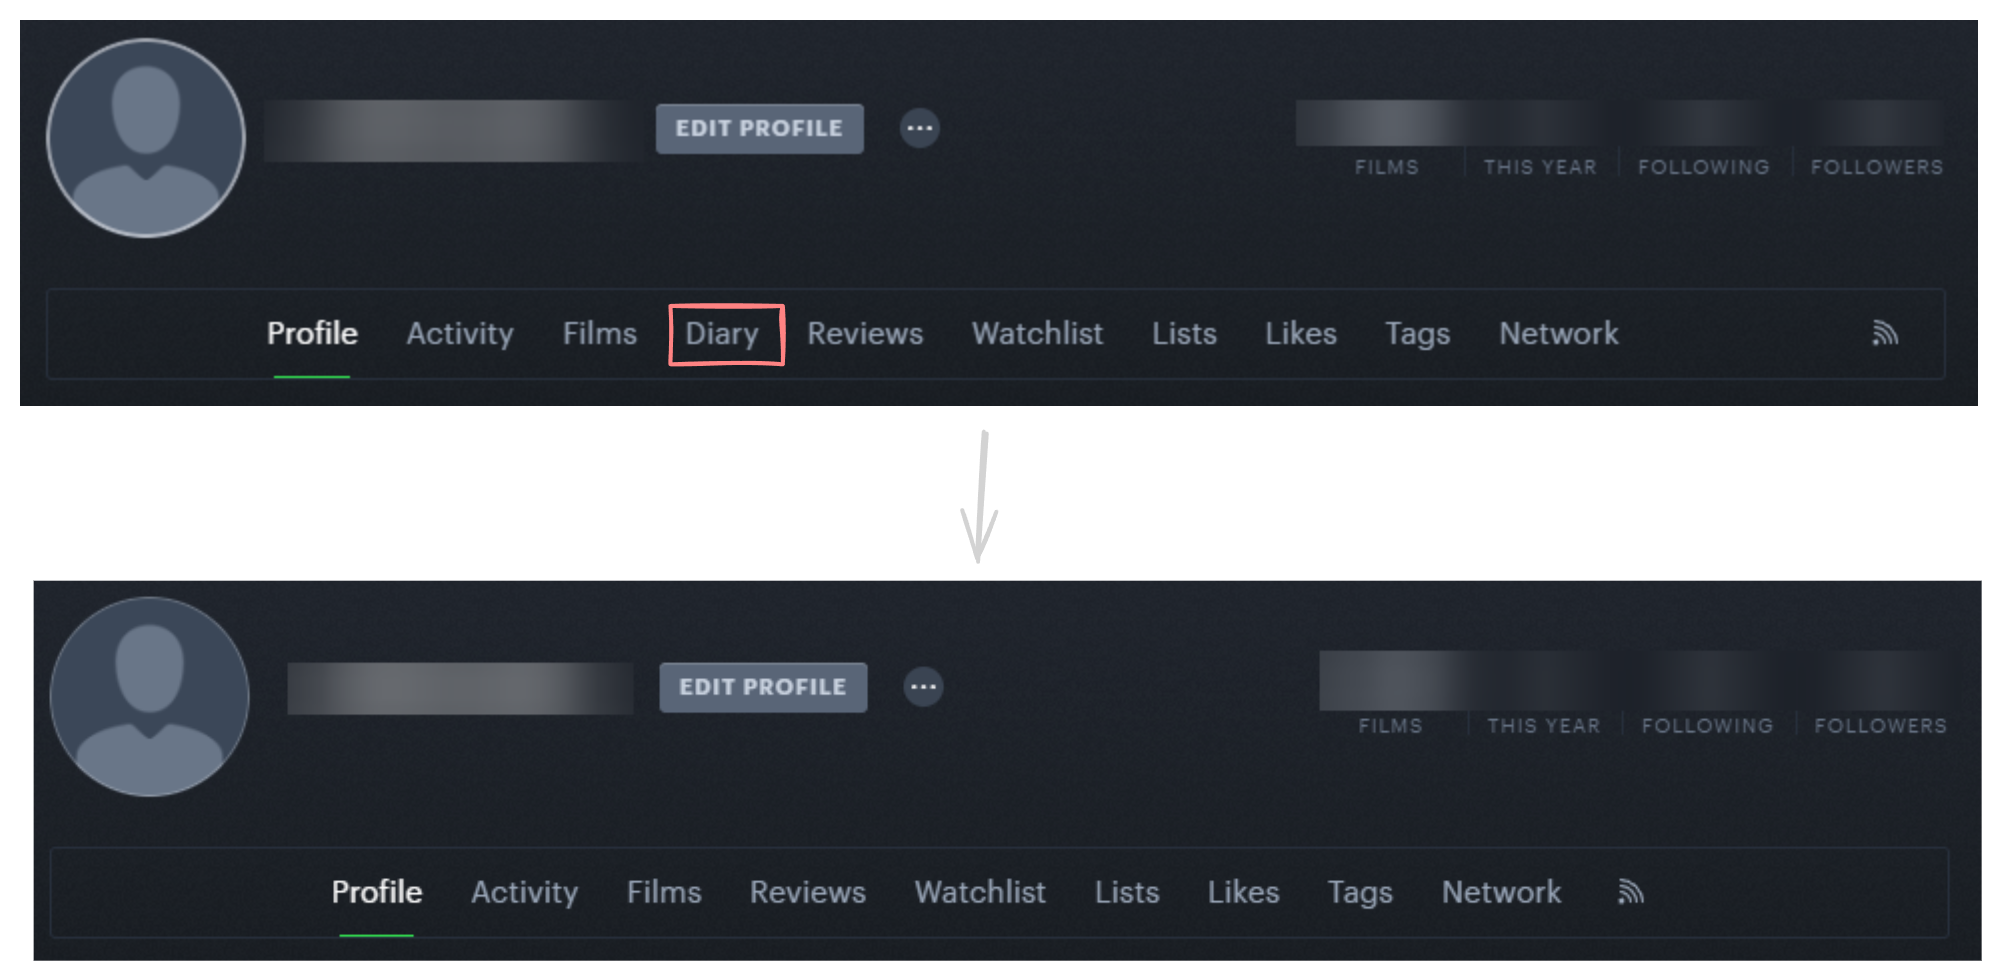 EDIT PROFILE
FILMS THIS YEAR FOLLOWING FOLLOWERS
Profile Activity Films Diary Reviews Watchlist Lists Likes Tags Network
EDIT PROFILE
FILMS THIS YEAR FOLLOWING FOLLOWERS
Profile Activity Films Reviews Watchlist Lists Likes Tags Network